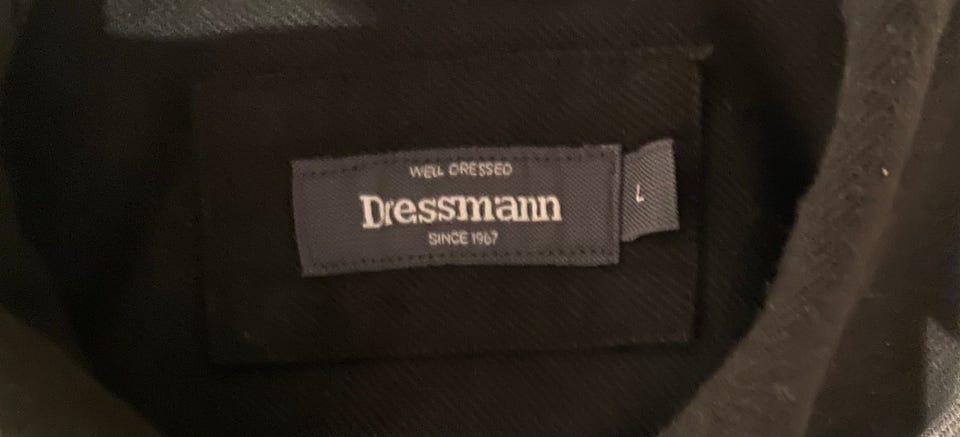 WELL DRESSED
Dressmann
SINCE 1967
L